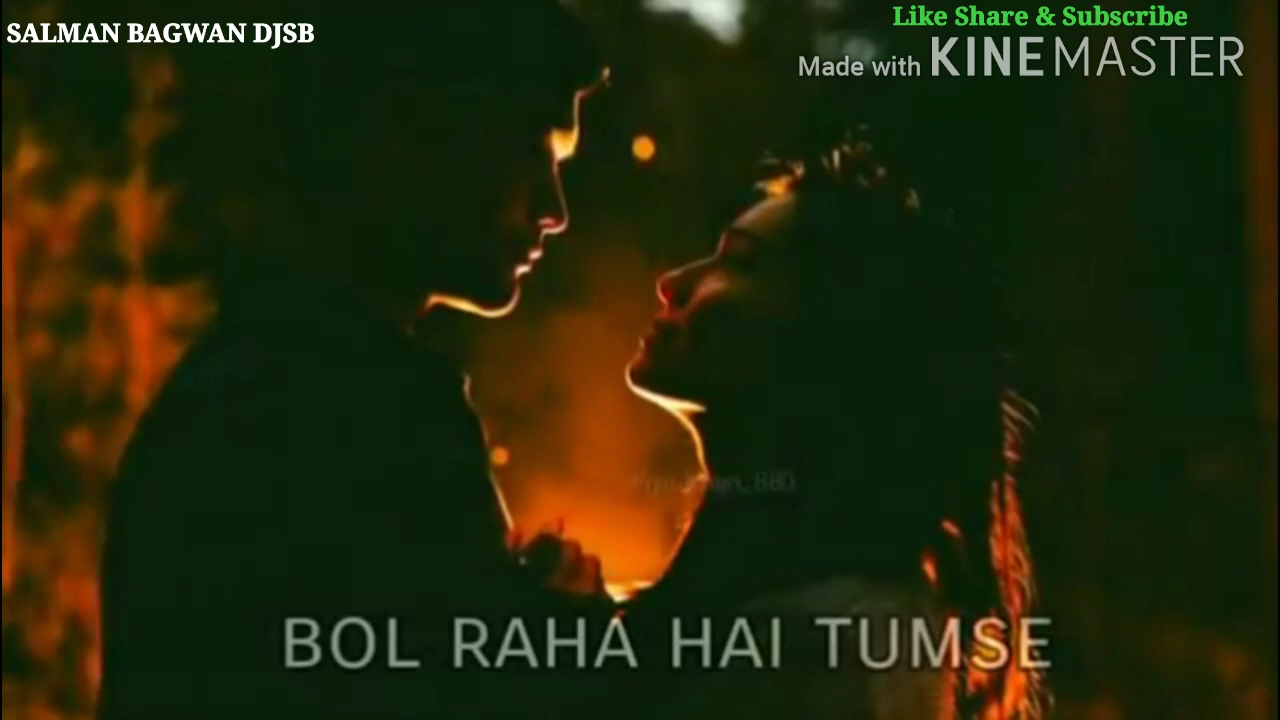 SALMAN BAGWAN DJSB
Like Share & Subscribe
Made with KINEMASTER
BOL RAHA HAI TUMSE